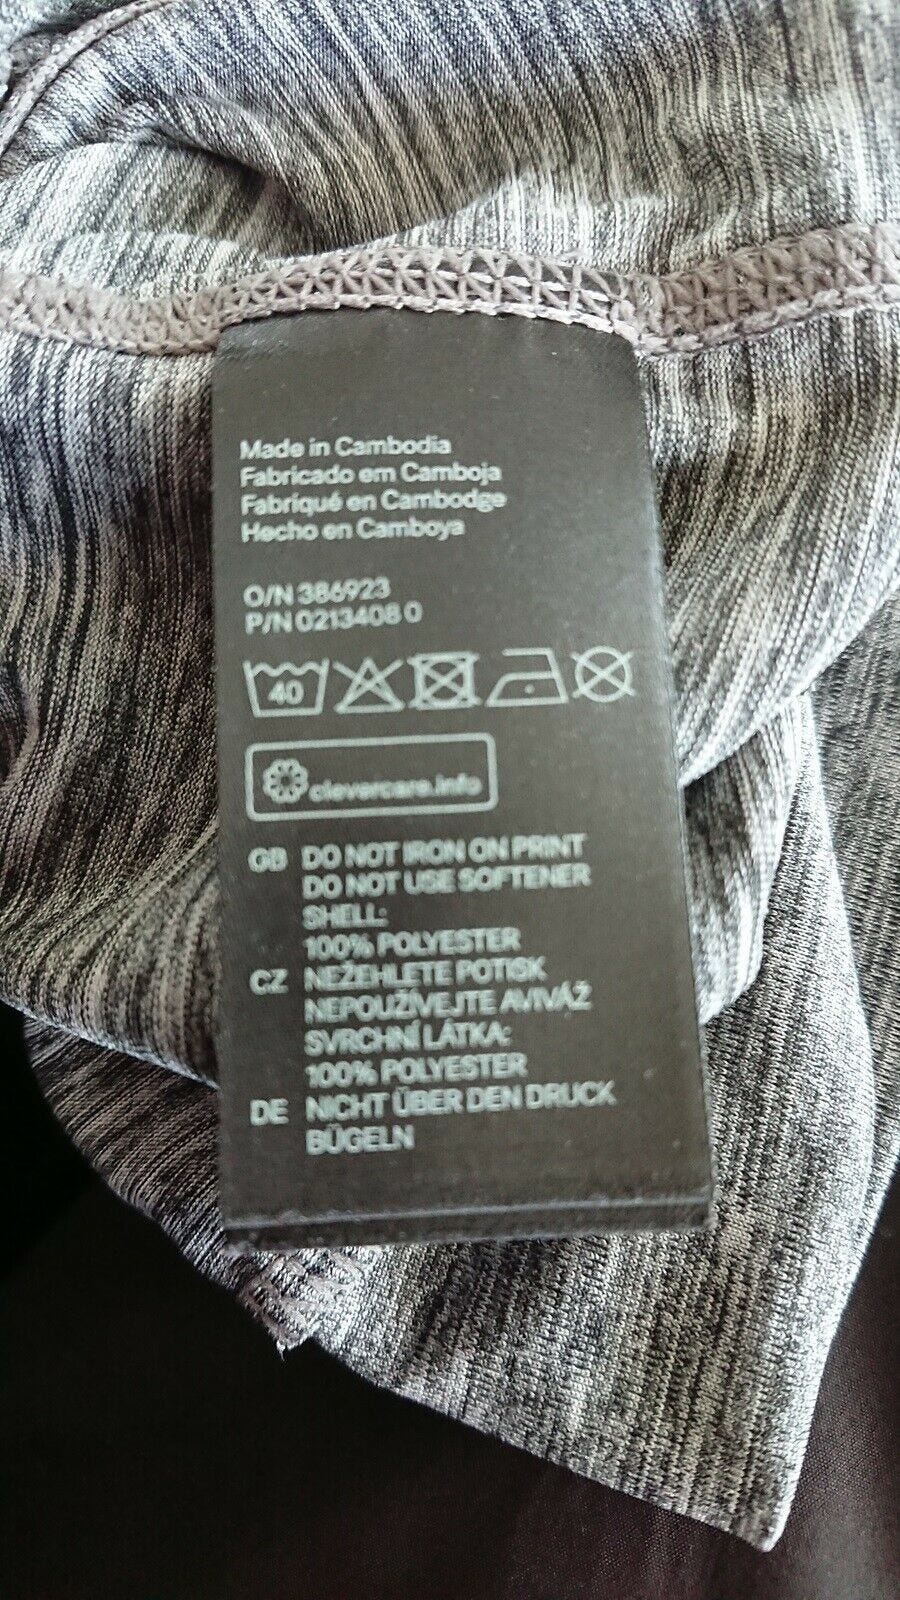 Made in Cambodia
Fabricado em Camboja
Fabriqué en Cambodge
Hecho en Camboya
O/N 386923
P/N 0213408 0
40
clevercare.info
GB DO NOT IRON ON PRINT
DO NOT USE SOFTENER
SHELL:
100% POLYESTER
CZ NEŽEHLETE POTISK
NEPOUŽÍVEJTE AVIVÁŽ
SVRCHNÍ LÁTKA:
100% POLYESTER
DE NICHT ÜBER DEN DRUCK
BÜGELN